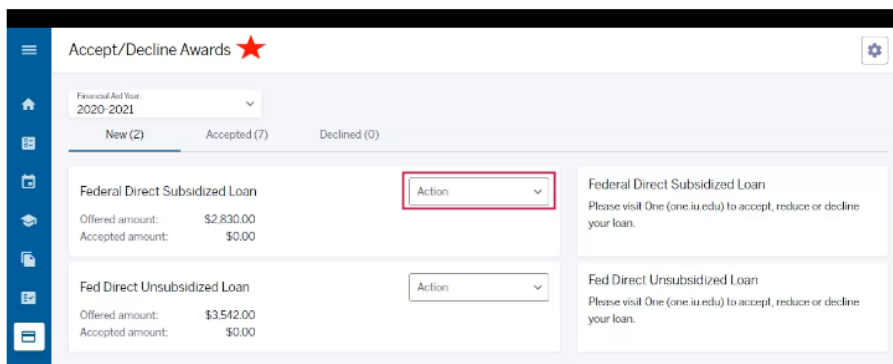 Accept/Decline Awards
Financial Aid Year:
2020-2021
New (2) Accepted (7) Declined (0)
Federal Direct Subsidized Loan
Action
Offered amount: $2,830.00
Accepted amount: $0.00
Federal Direct Subsidized Loan
Please visit One (one.iu.edu) to accept, reduce or decline
your loan.
Fed Direct Unsubsidized Loan
Action
Offered amount: $3,542.00
Accepted amount: $0.00
Fed Direct Unsubsidized Loan
Please visit One (one.iu.edu) to accept, reduce or decline
your loan.